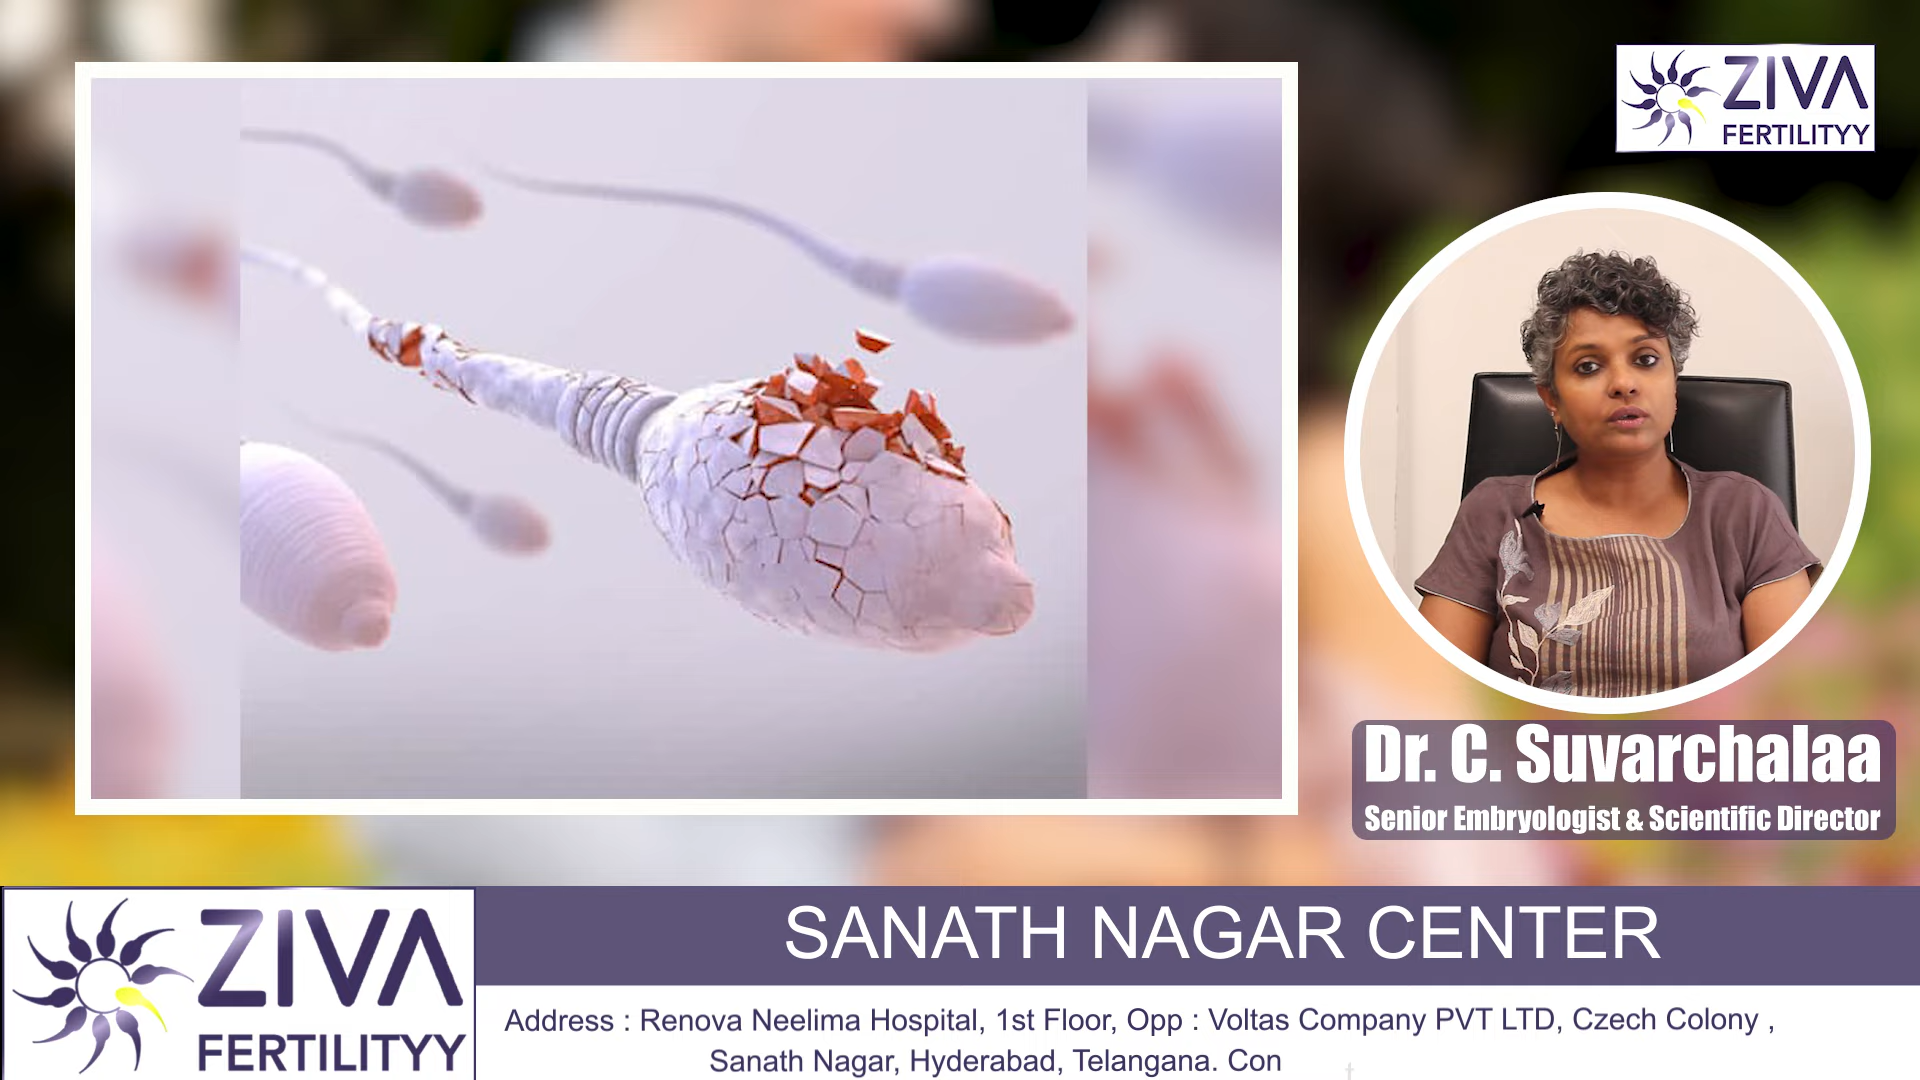 ZIVA
FERTILITYY
Dr. C. Suvarchalaa
Senior Embryologist & Scientific Director
ZIVA
FERTILITYY
SANATH NAGAR CENTER
Address : Renova Neelima Hospital, 1st Floor, Opp : Voltas Company PVT LTD, Czech Colony ,
Sanath Nagar, Hyderabad, Telangana. Con